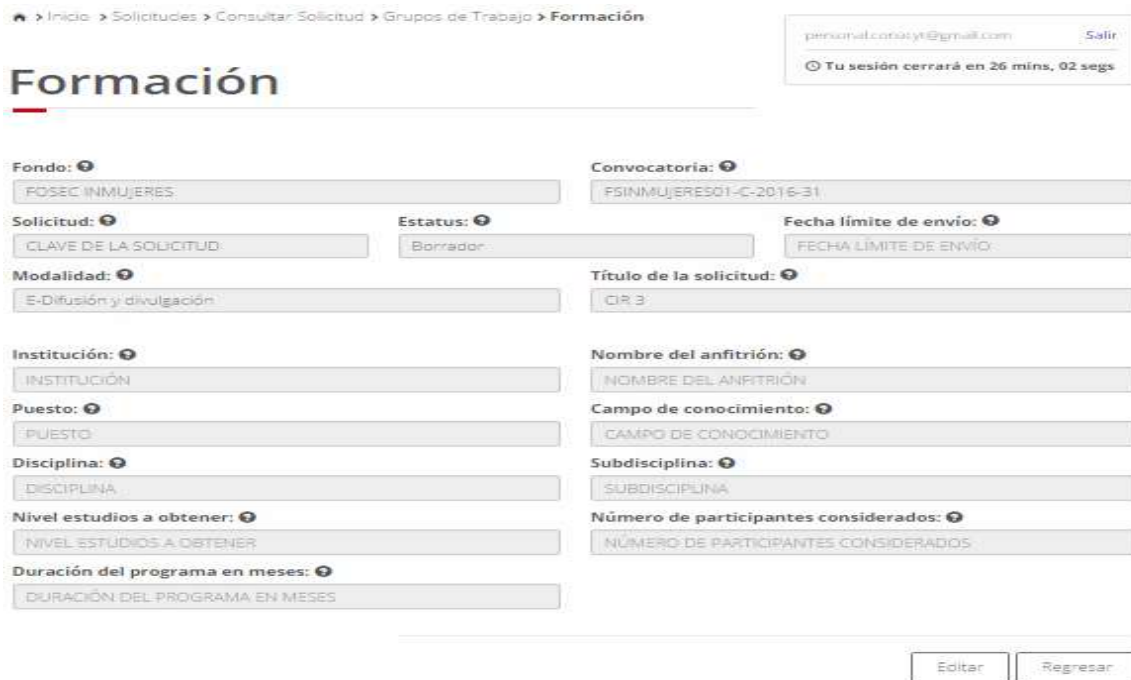 > Inicio > Solicitudes > Consultar Solicitud > Grupos de Trabajo > Formación
personal.conacyt@gmail.com Salir
Tu sesión cerrará en 26 mins, 02 segs
Formación
Fondo: Convocatoria:
FOSEC INMUJERES FSINMUJERES01-C-2016-31
Solicitud: Estatus: Fecha límite de envío:
CLAVE DE LA SOLICITUD Borrador FECHA LÍMITE DE ENVÍO
Modalidad: Título de la solicitud:
E-Difusión y divulgación CIR 3
Institución: Nombre del anfitrión:
INSTITUCIÓN NOMBRE DEL ANFITRIÓN
Puesto: Campo de conocimiento:
PUESTO CAMPO DE CONOCIMIENTO
Disciplina: Subdisciplina:
DISCIPLINA SUBDISCIPLINA
Nivel estudios a obtener: Número de participantes considerados:
NIVEL ESTUDIOS A OBTENER NÚMERO DE PARTICIPANTES CONSIDERADOS
Duración del programa en meses:
DURACIÓN DEL PROGRAMA EN MESES
Editar Regresar